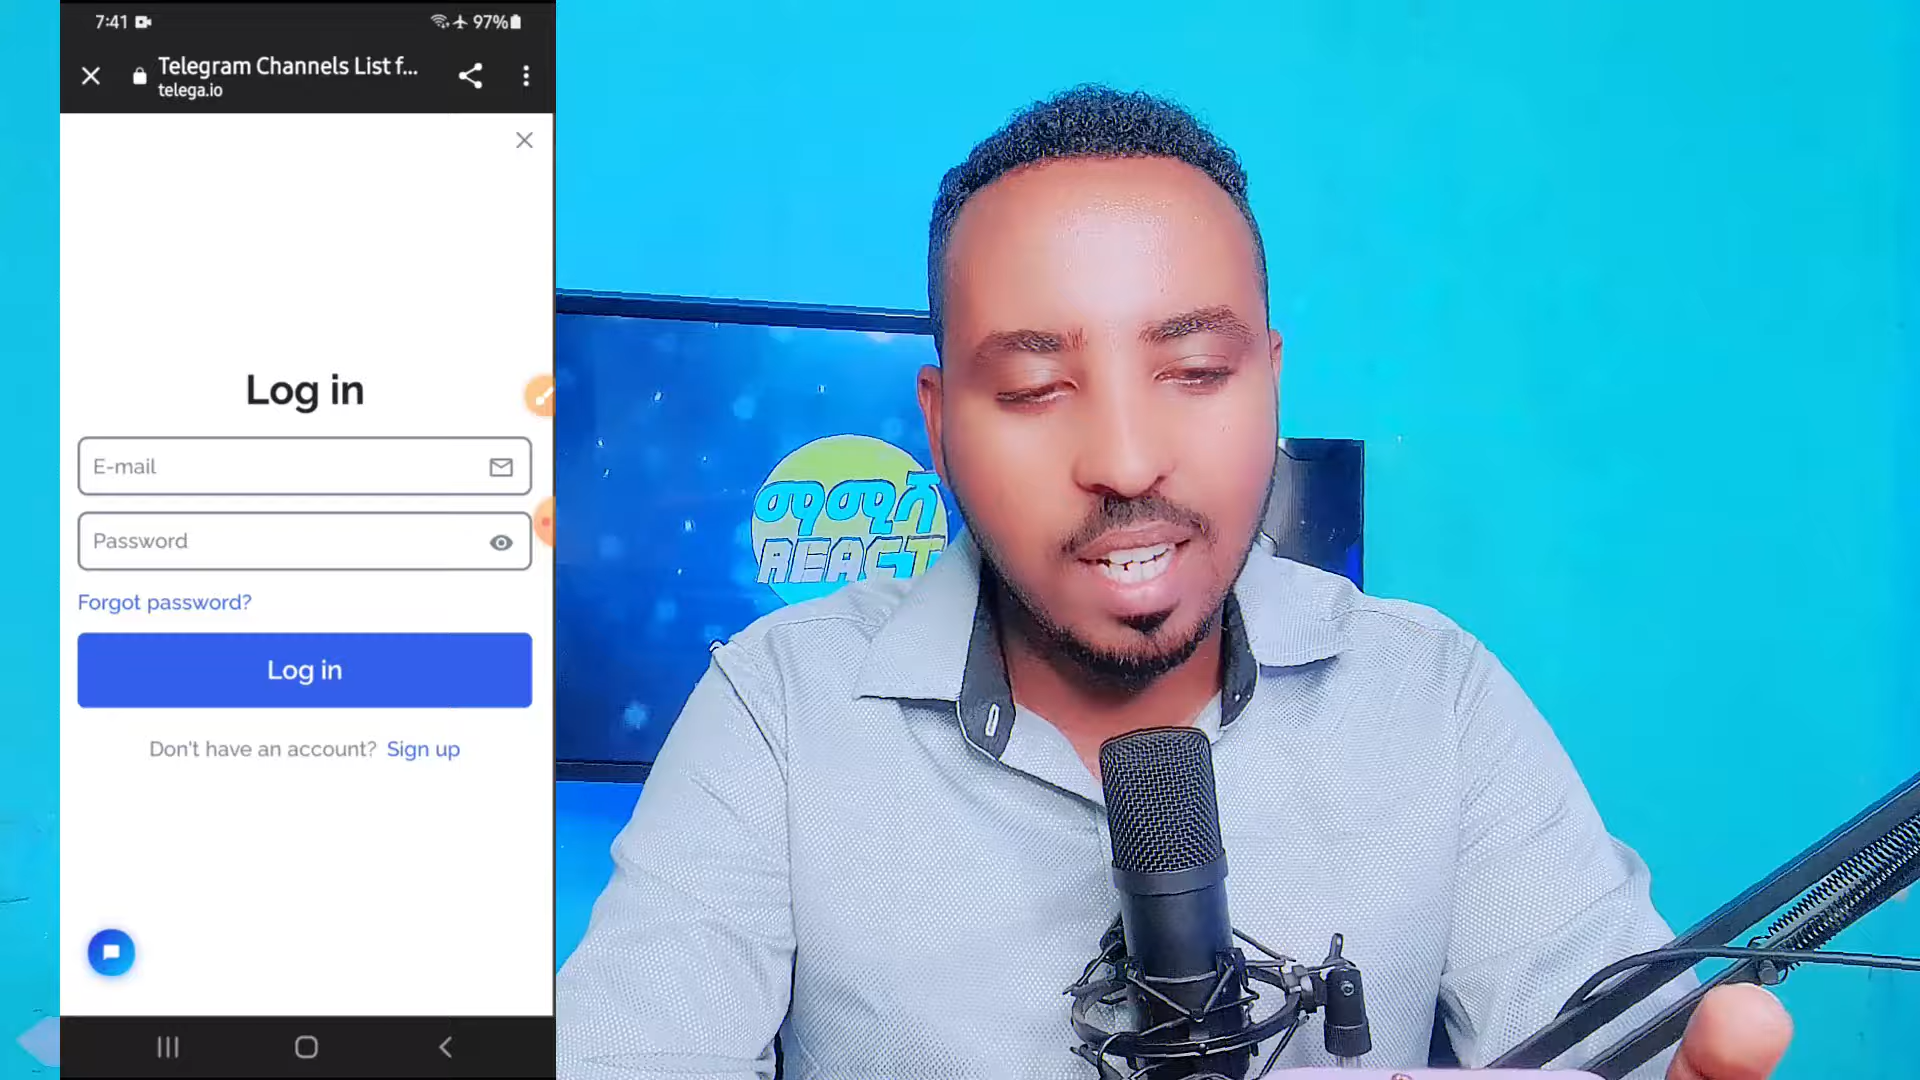 7:41
97%
Telegram Channels List f...
telega.io
Log in
E-mail
Password
Forgot password?
Log in
Don't have an account? Sign up
ማሚሻ
REACT